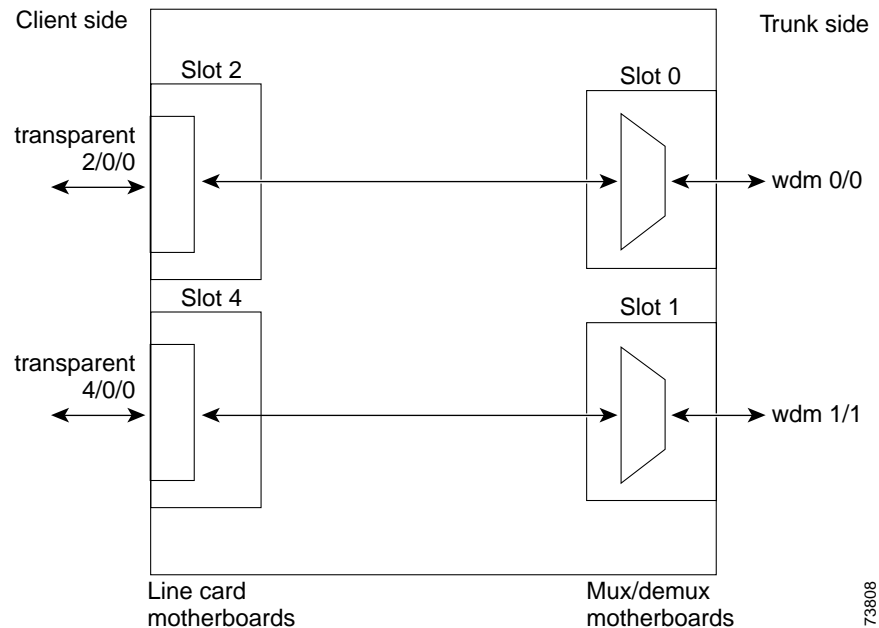 Client side
Trunk side
Slot 2
Slot 0
transparent
2/0/0
wdm 0/0
Slot 4
Slot 1
transparent
4/0/0
wdm 1/1
Line card
motherboards
Mux/demux
motherboards
73808